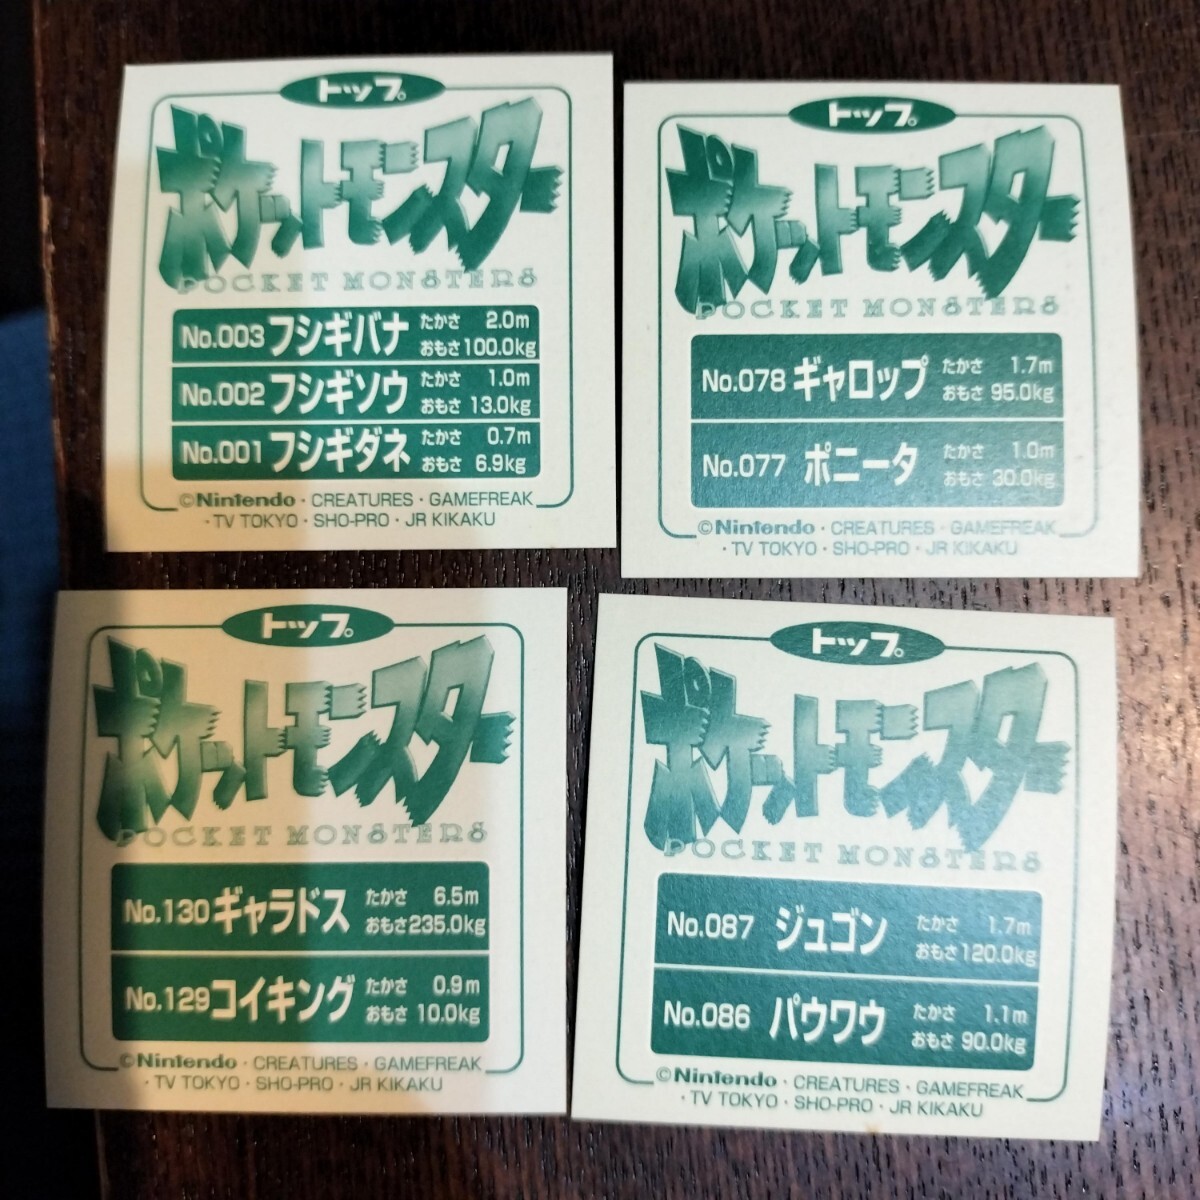 トップ。
ポケットモンスター
POCKET MONSTERS
No.003 フシギバナ たかさ 2.0m
おもさ 100.0kg
No.002 フシギソウ たかさ 1.0m
おもさ 13.0kg
No.001 フシギダネ たかさ 0.7m
おもさ 6.9kg
©Nintendo・CREATURES・GAMEFREAK
・TV TOKYO・SHO-PRO・JR KIKAKU
トップ。
ポケットモンスター
POCKET MONSTERS
No.078 ギャロップ たかさ 1.7m
おもさ 95.0kg
No.077 ポニータ たかさ 1.0m
おもさ 30.0kg
©Nintendo・CREATURES・GAMEFREAK
・TV TOKYO・SHO-PRO・JR KIKAKU
トップ。
ポケットモンスター
POCKET MONSTERS
No.130 ギャラドス たかさ 6.5m
おもさ 235.0kg
No.129 コイキング たかさ 0.9m
おもさ 10.0kg
©Nintendo・CREATURES・GAMEFREAK
・TV TOKYO・SHO-PRO・JR KIKAKU
トップ。
ポケットモンスター
POCKET MONSTERS
No.087 ジュゴン たかさ 1.7m
おもさ 120.0kg
No.086 パウワウ たかさ 1.1m
おもさ 90.0kg
©Nintendo・CREATURES・GAMEFREAK
・TV TOKYO・SHO-PRO・JR KIKAKU